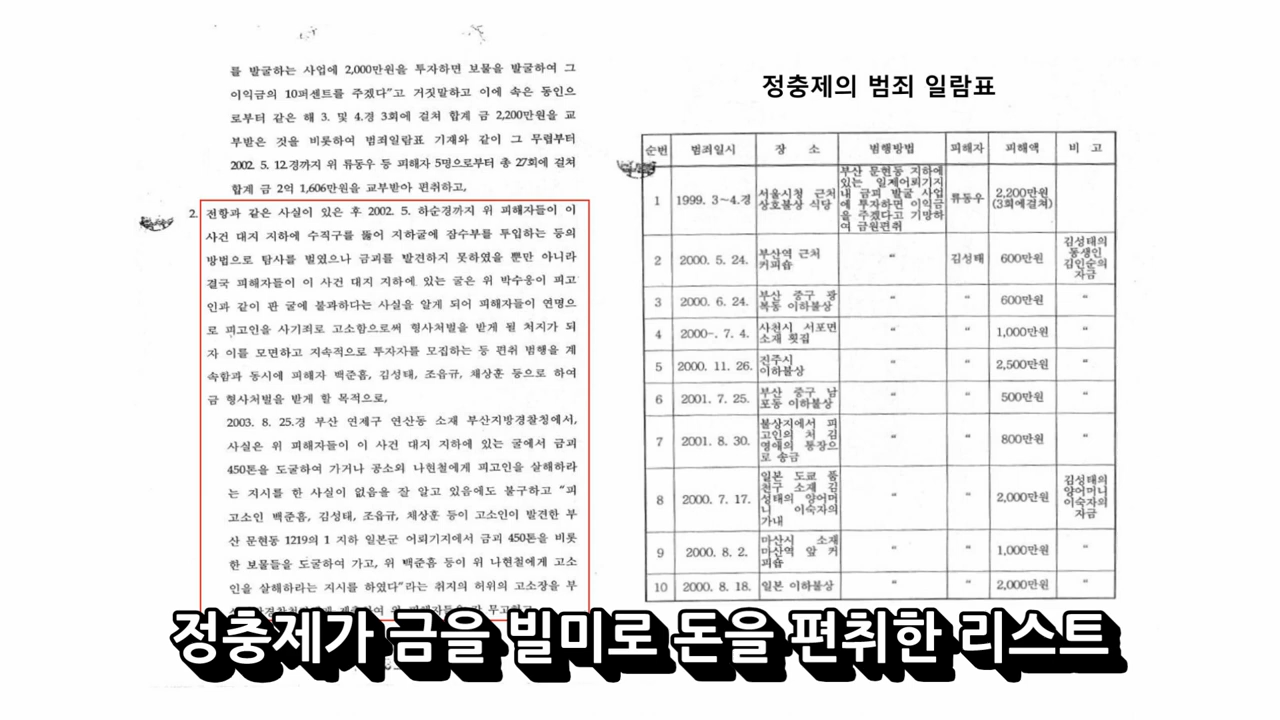 를 발굴하는 사업에 2,000만원을 투자하면 보물을 발굴하여 그
이익금의 10퍼센트를 주겠다"고 거짓말하고 이에 속은 동인으
로부터 같은 해 3. 및 4.경 3회에 걸쳐 합계 금 2,200만원을 교
부받은 것을 비롯하여 범죄일람표 기재와 같이 그 무렵부터
2002. 5. 12.경까지 위 류동우 등 피해자 5명으로부터 총 27회에 걸쳐
합계 금 2억 1,606만원을 교부받아 편취하고,
2. 전항과 같은 사실이 있은 후 2002. 5. 하순경까지 위 피해자들이 이
사건 대지 지하에 수직구를 뚫어 지하굴에 잠수부를 투입하는 등의
방법으로 탐사를 벌였으나 금괴를 발견하지 못하였을 뿐만 아니라
결국 피해자들이 이 사건 대지 지하에 있는 굴은 위 박수웅이 피고
인과 같이 판 굴에 불과하다는 사실을 알게 되어 피해자들이 연명으
로 피고인을 사기죄로 고소함으로써 형사처벌을 받게 될 처지가 되
자 이를 모면하고 지속적으로 투자자를 모집하는 등 편취 범행을 계
속함과 동시에 피해자 백준흠, 김성태, 조읍규, 채상훈 등으로 하여
금 형사처벌을 받게 할 목적으로,
2003. 8. 25.경 부산 연제구 연산동 소재 부산지방경찰청에서,
사실은 위 피해자들이 이 사건 대지 지하에 있는 굴에서 금괴
450톤을 도굴하여 가거나 공소외 나현철에게 피고인을 살해하라
는 지시를 한 사실이 없음을 잘 알고 있음에도 불구하고 "피
고소인 백준흠, 김성태, 조읍규, 채상훈 등이 고소인이 발견한 부
산 문현동 1219의 1 지하 일본군 어뢰기지에서 금괴 450톤을 비롯
한 보물들을 도굴하여 가고, 위 백준흠 등이 위 나현철에게 고소
인을 살해하라는 지시를 하였다"라는 취지의 허위의 고소장을 부
정충제의 범죄 일람표
순번 범죄일시 장 소 범행방법 피해자 피해액 비 고
1 1999. 3~4.경 서울시청 근처 상호불상 식당 부산 문현동 지하에 있는 일제어뢰기지 내 금괴 발굴 사업에 투자하면 이익금을 주겠다고 기망하여 금원편취 류동우 2,200만원 (3회에걸쳐)
2 2000. 5. 24. 부산역 근처 커피숍 " 김성태 600만원 김성태의 동생인 김인순의 자금
3 2000. 6. 24. 부산 중구 광복동 이하불상 " " 600만원 "
4 2000-. 7. 4. 사천시 서포면 소재 횟집 " " 1,000만원 "
5 2000. 11. 26. 진주시 이하불상 " " 2,500만원 "
6 2001. 7. 25. 부산 중구 남포동 이하불상 " " 500만원 "
7 2001. 8. 30. 불상지에서 피고인의 처 김영애의 통장으로 송금 " " 800만원 "
8 2000. 7. 17. 일본 도쿄 품천구 소재 김성태의 양어머니 이숙자의 가내 " " 2,000만원 김성태의 양어머니 이숙자의 자금
9 2000. 8. 2. 마산시 소재 마산역 앞 커피숍 " " 1,000만원 "
10 2000. 8. 18. 일본 이하불상 " " 2,000만원 "
정충제가 금을 빌미로 돈을 편취한 리스트